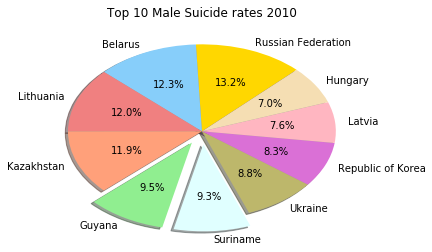 Top 10 Male Suicide rates 2010
Russian Federation
13.2%
Belarus
12.3%
Lithuania
12.0%
Kazakhstan
11.9%
Guyana
9.5%
Suriname
9.3%
Ukraine
8.8%
Republic of Korea
8.3%
Latvia
7.6%
Hungary
7.0%